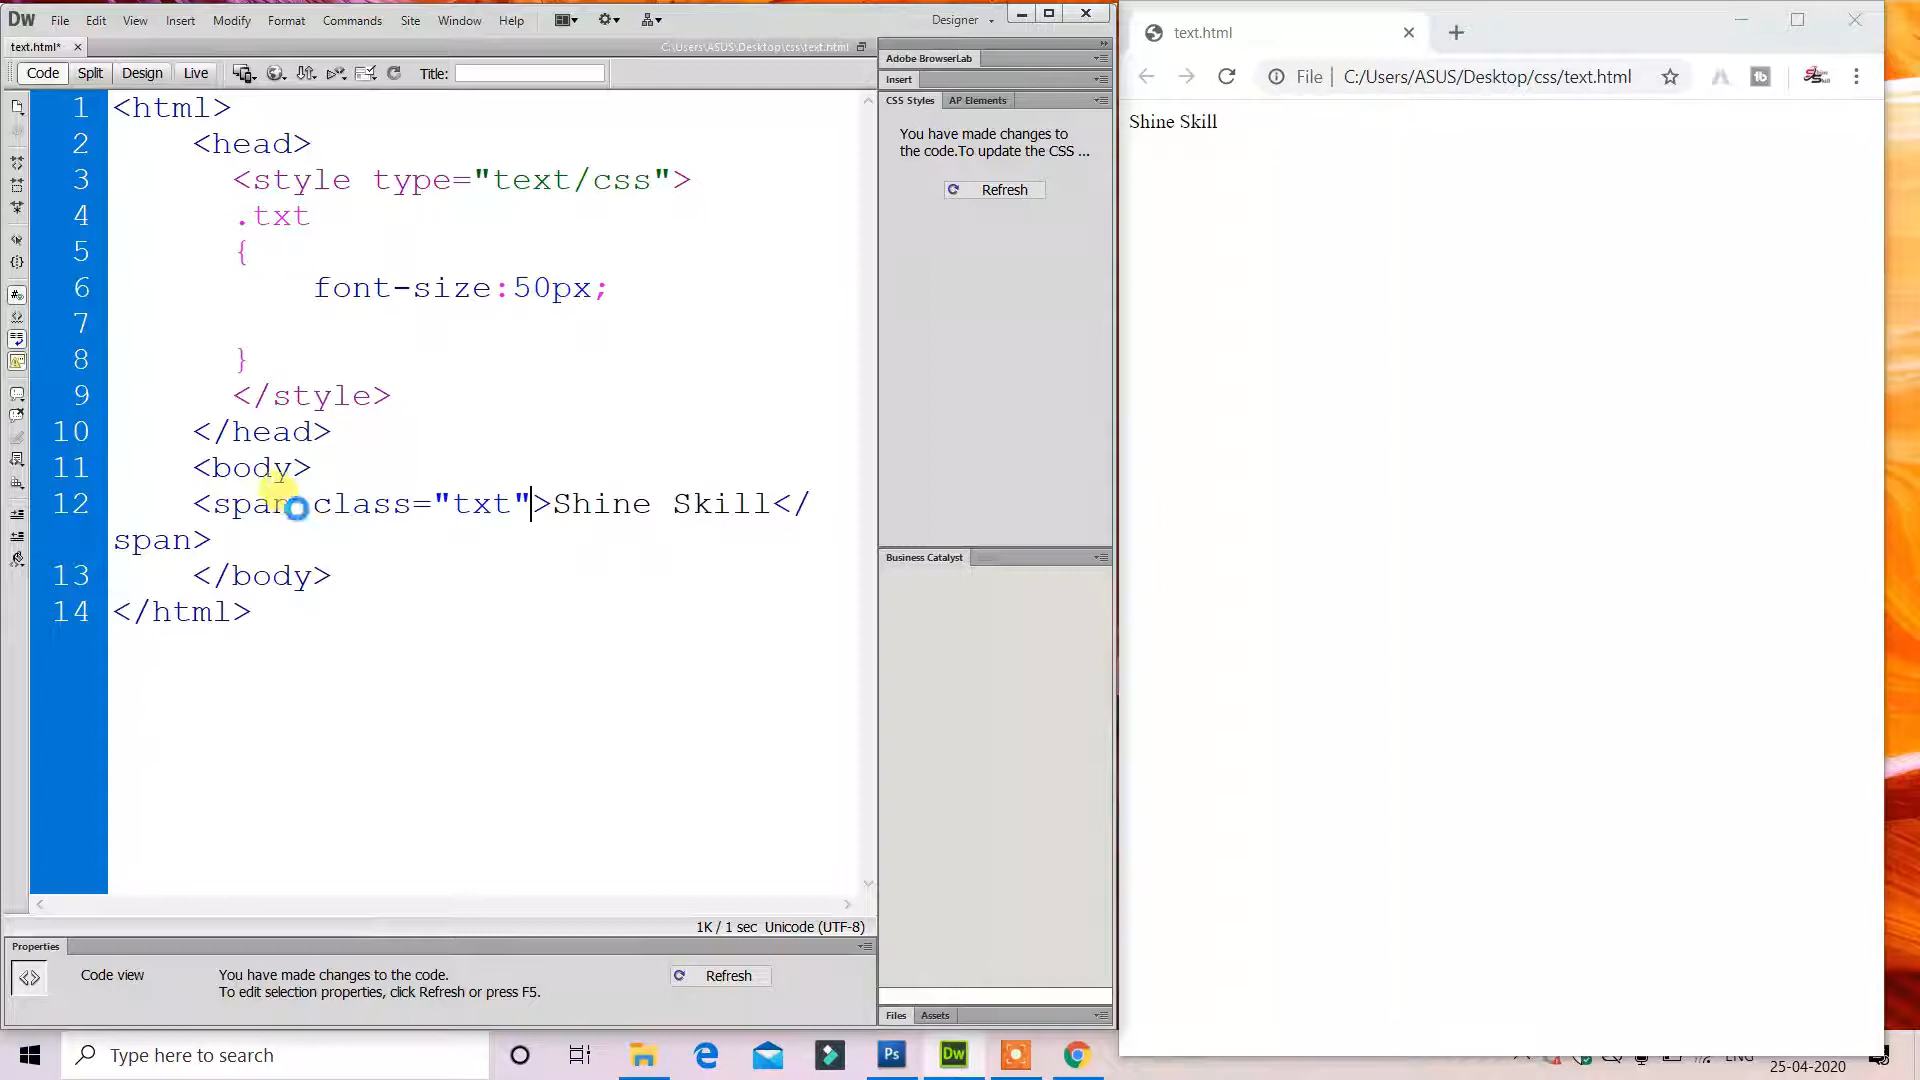 Dw File Edit View Insert Modify Format Commands Site Window Help Designer
text.html* C:\Users\ASUS\Desktop\css\text.html
Code Split Design Live Title:
1 <html>
2 <head>
3 <style type="text/css">
4 .txt
5 {
6 font-size:50px;
7
8 }
9 </style>
10 </head>
11 <body>
12 <span class="txt">Shine Skill</
span>
13 </body>
14 </html>
1K / 1 sec Unicode (UTF-8)
Properties
Code view
You have made changes to the code.
To edit selection properties, click Refresh or press F5.
Refresh
Adobe BrowserLab
Insert
CSS Styles AP Elements
You have made changes to
the code.To update the CSS ...
Refresh
Business Catalyst
Files Assets
text.html
File C:/Users/ASUS/Desktop/css/text.html
Shine Skill
Type here to search
Ps
Dw
ENG
25-04-2020